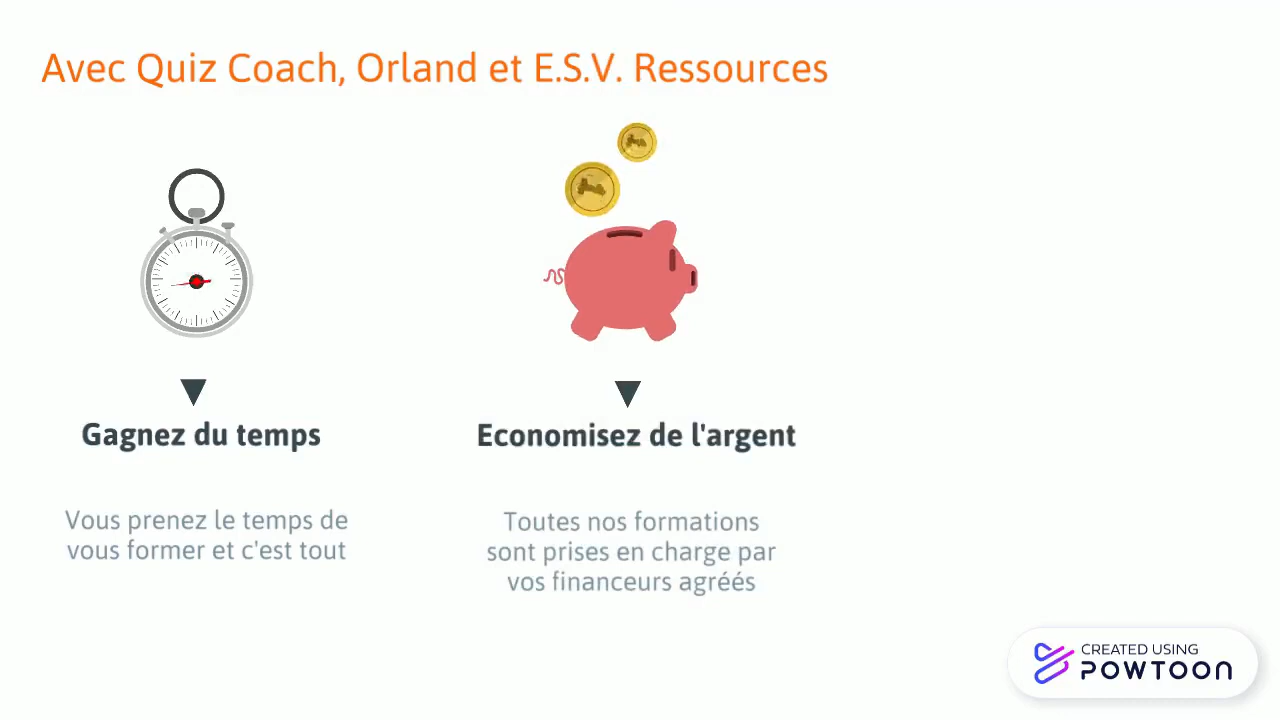 Avec Quiz Coach, Orland et E.S.V. Ressources
Gagnez du temps
Vous prenez le temps de
vous former et c'est tout
Economisez de l'argent
Toutes nos formations
sont prises en charge par
vos financeurs agréés
CREATED USING
POWTOON